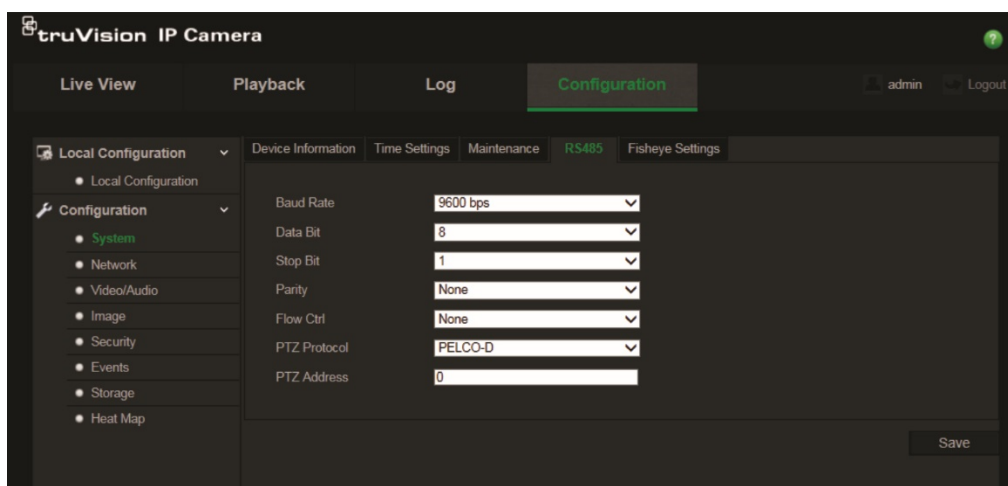 truVision IP Camera
?
Live View Playback Log Configuration admin Logout
Local Configuration
Local Configuration
Configuration
System
Network
Video/Audio
Image
Security
Events
Storage
Heat Map
Device Information Time Settings Maintenance RS485 Fisheye Settings
Baud Rate 9600 bps
Data Bit 8
Stop Bit 1
Parity None
Flow Ctrl None
PTZ Protocol PELCO-D
PTZ Address 0
Save